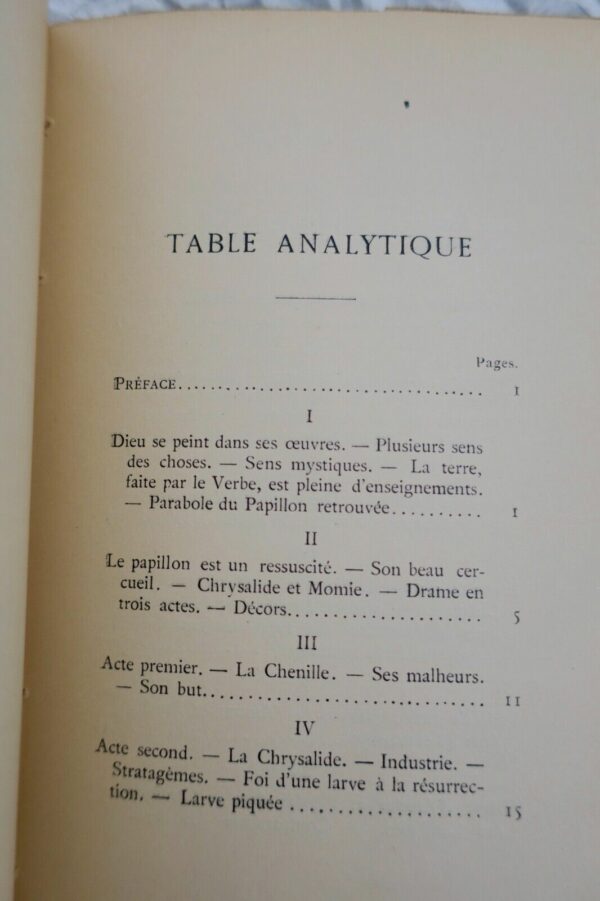 TABLE ANALYTIQUE
Pages.
PRÉFACE.................................... I
I
Dieu se peint dans ses œuvres. — Plusieurs sens
des choses. — Sens mystiques. — La terre,
faite par le Verbe, est pleine d'enseignements.
— Parabole du Papillon retrouvée.......... I
II
Le papillon est un ressuscité. — Son beau cer-
cueil. — Chrysalide et Momie. — Drame en
trois actes. — Décors..................... 5
III
Acte premier. — La Chenille. — Ses malheurs.
— Son but................................. 11
IV
Acte second. — La Chrysalide. — Industrie. —
Stratagèmes. — Foi d'une larve à la résurrec-
tion. — Larve piquée ..................... 15